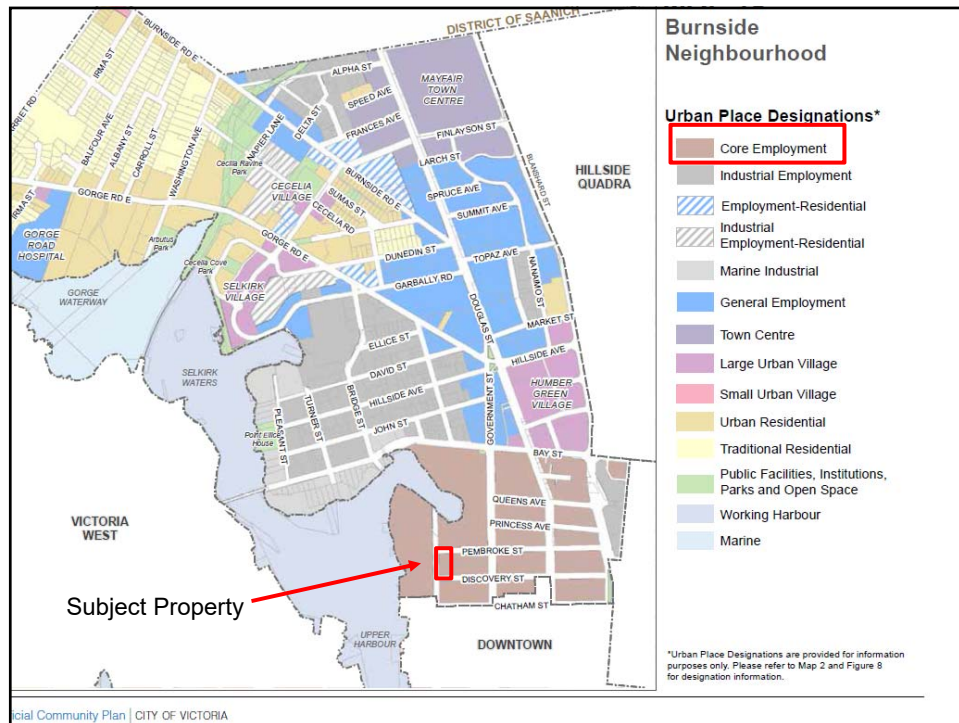 DISTRICT OF SAANICH
BURNSIDE RD E
ALPHA ST
MAYFAIR
TOWN
CENTRE
IRMA ST
SPEED AVE
DELTA ST
FRANCES AVE
FINLAYSON ST
NAPIER LANE
BALFOUR AVE
ALBANY ST
CARROLL ST
WASHINGTON AVE
Cecilia Ravine
Park
LARCH ST
BLANSHARD ST
HILLSIDE
QUADRA
CECELIA
VILLAGE
BURNSIDE RD E
SPRUCE AVE
SUMAS ST
CECELIA RD
SUMMIT AVE
IRMA ST
GORGE RD E
GORGE
ROAD
HOSPITAL
Arbutus
Park
GORGE RD E
DUNEDIN ST
TOPAZ AVE
Cecelia Cove
Park
GARBALLY RD
NANAIMO ST
GORGE
WATERWAY
SELKIRK
VILLAGE
DOUGLAS ST
MARKET ST
ELLICE ST
HILLSIDE AVE
SELKIRK
WATERS
DAVID ST
HILLSIDE AVE
GOVERNMENT ST
HUMBER
GREEN
VILLAGE
PLEASANT ST
TURNER ST
BRIDGE ST
JOHN ST
Point Ellice
House
BAY ST
QUEENS AVE
VICTORIA
WEST
PRINCESS AVE
PEMBROKE ST
DISCOVERY ST
Subject Property
CHATHAM ST
UPPER
HARBOUR
DOWNTOWN
Burnside
Neighbourhood
Urban Place Designations*
Core Employment
Industrial Employment
Employment-Residential
Industrial
Employment-Residential
Marine Industrial
General Employment
Town Centre
Large Urban Village
Small Urban Village
Urban Residential
Traditional Residential
Public Facilities, Institutions,
Parks and Open Space
Working Harbour
Marine
*Urban Place Designations are provided for information
purposes only. Please refer to Map 2 and Figure 8
for designation information.
icial Community Plan | CITY OF VICTORIA